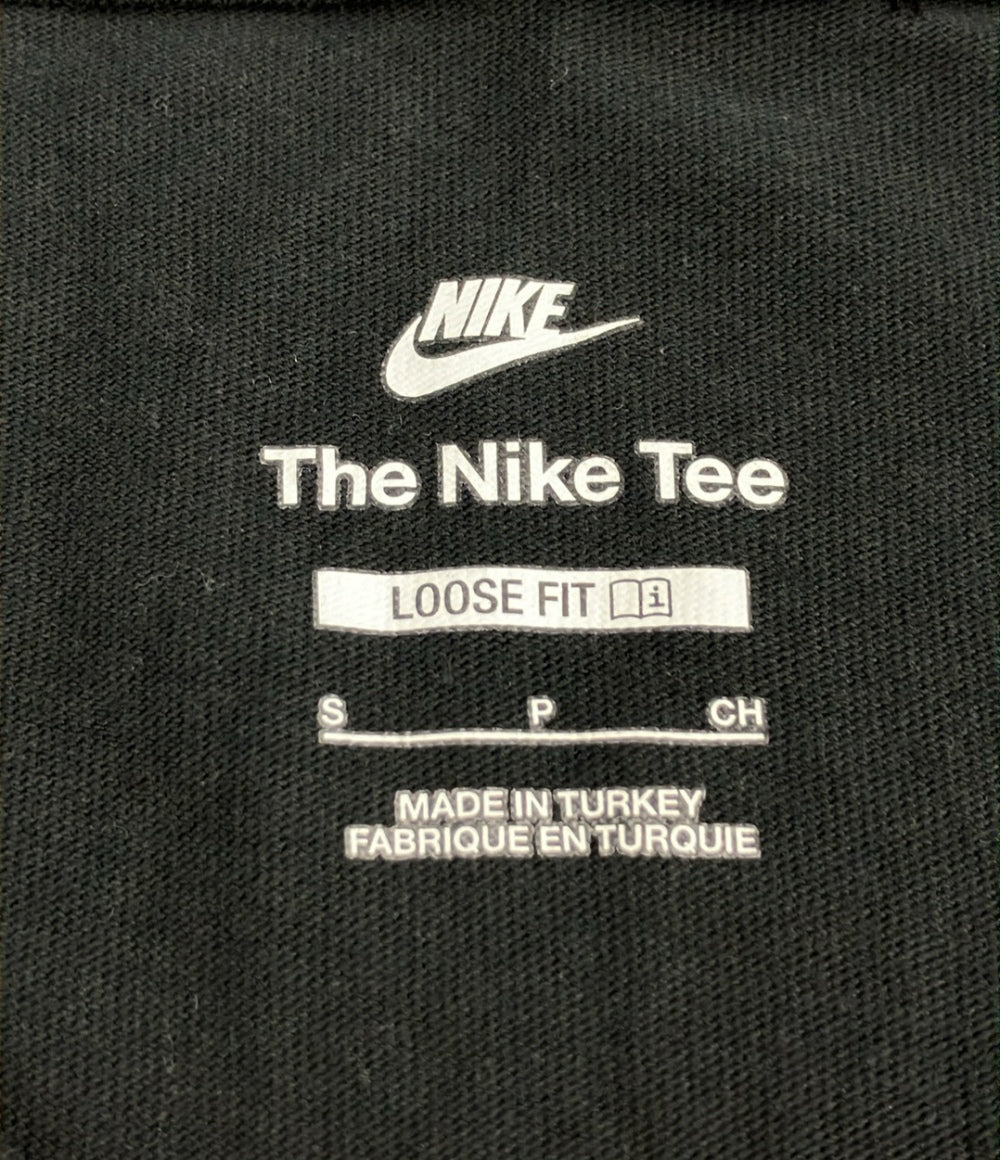 NIKE
The Nike Tee
LOOSE FIT
S P CH
MADE IN TURKEY
FABRIQUE EN TURQUIE